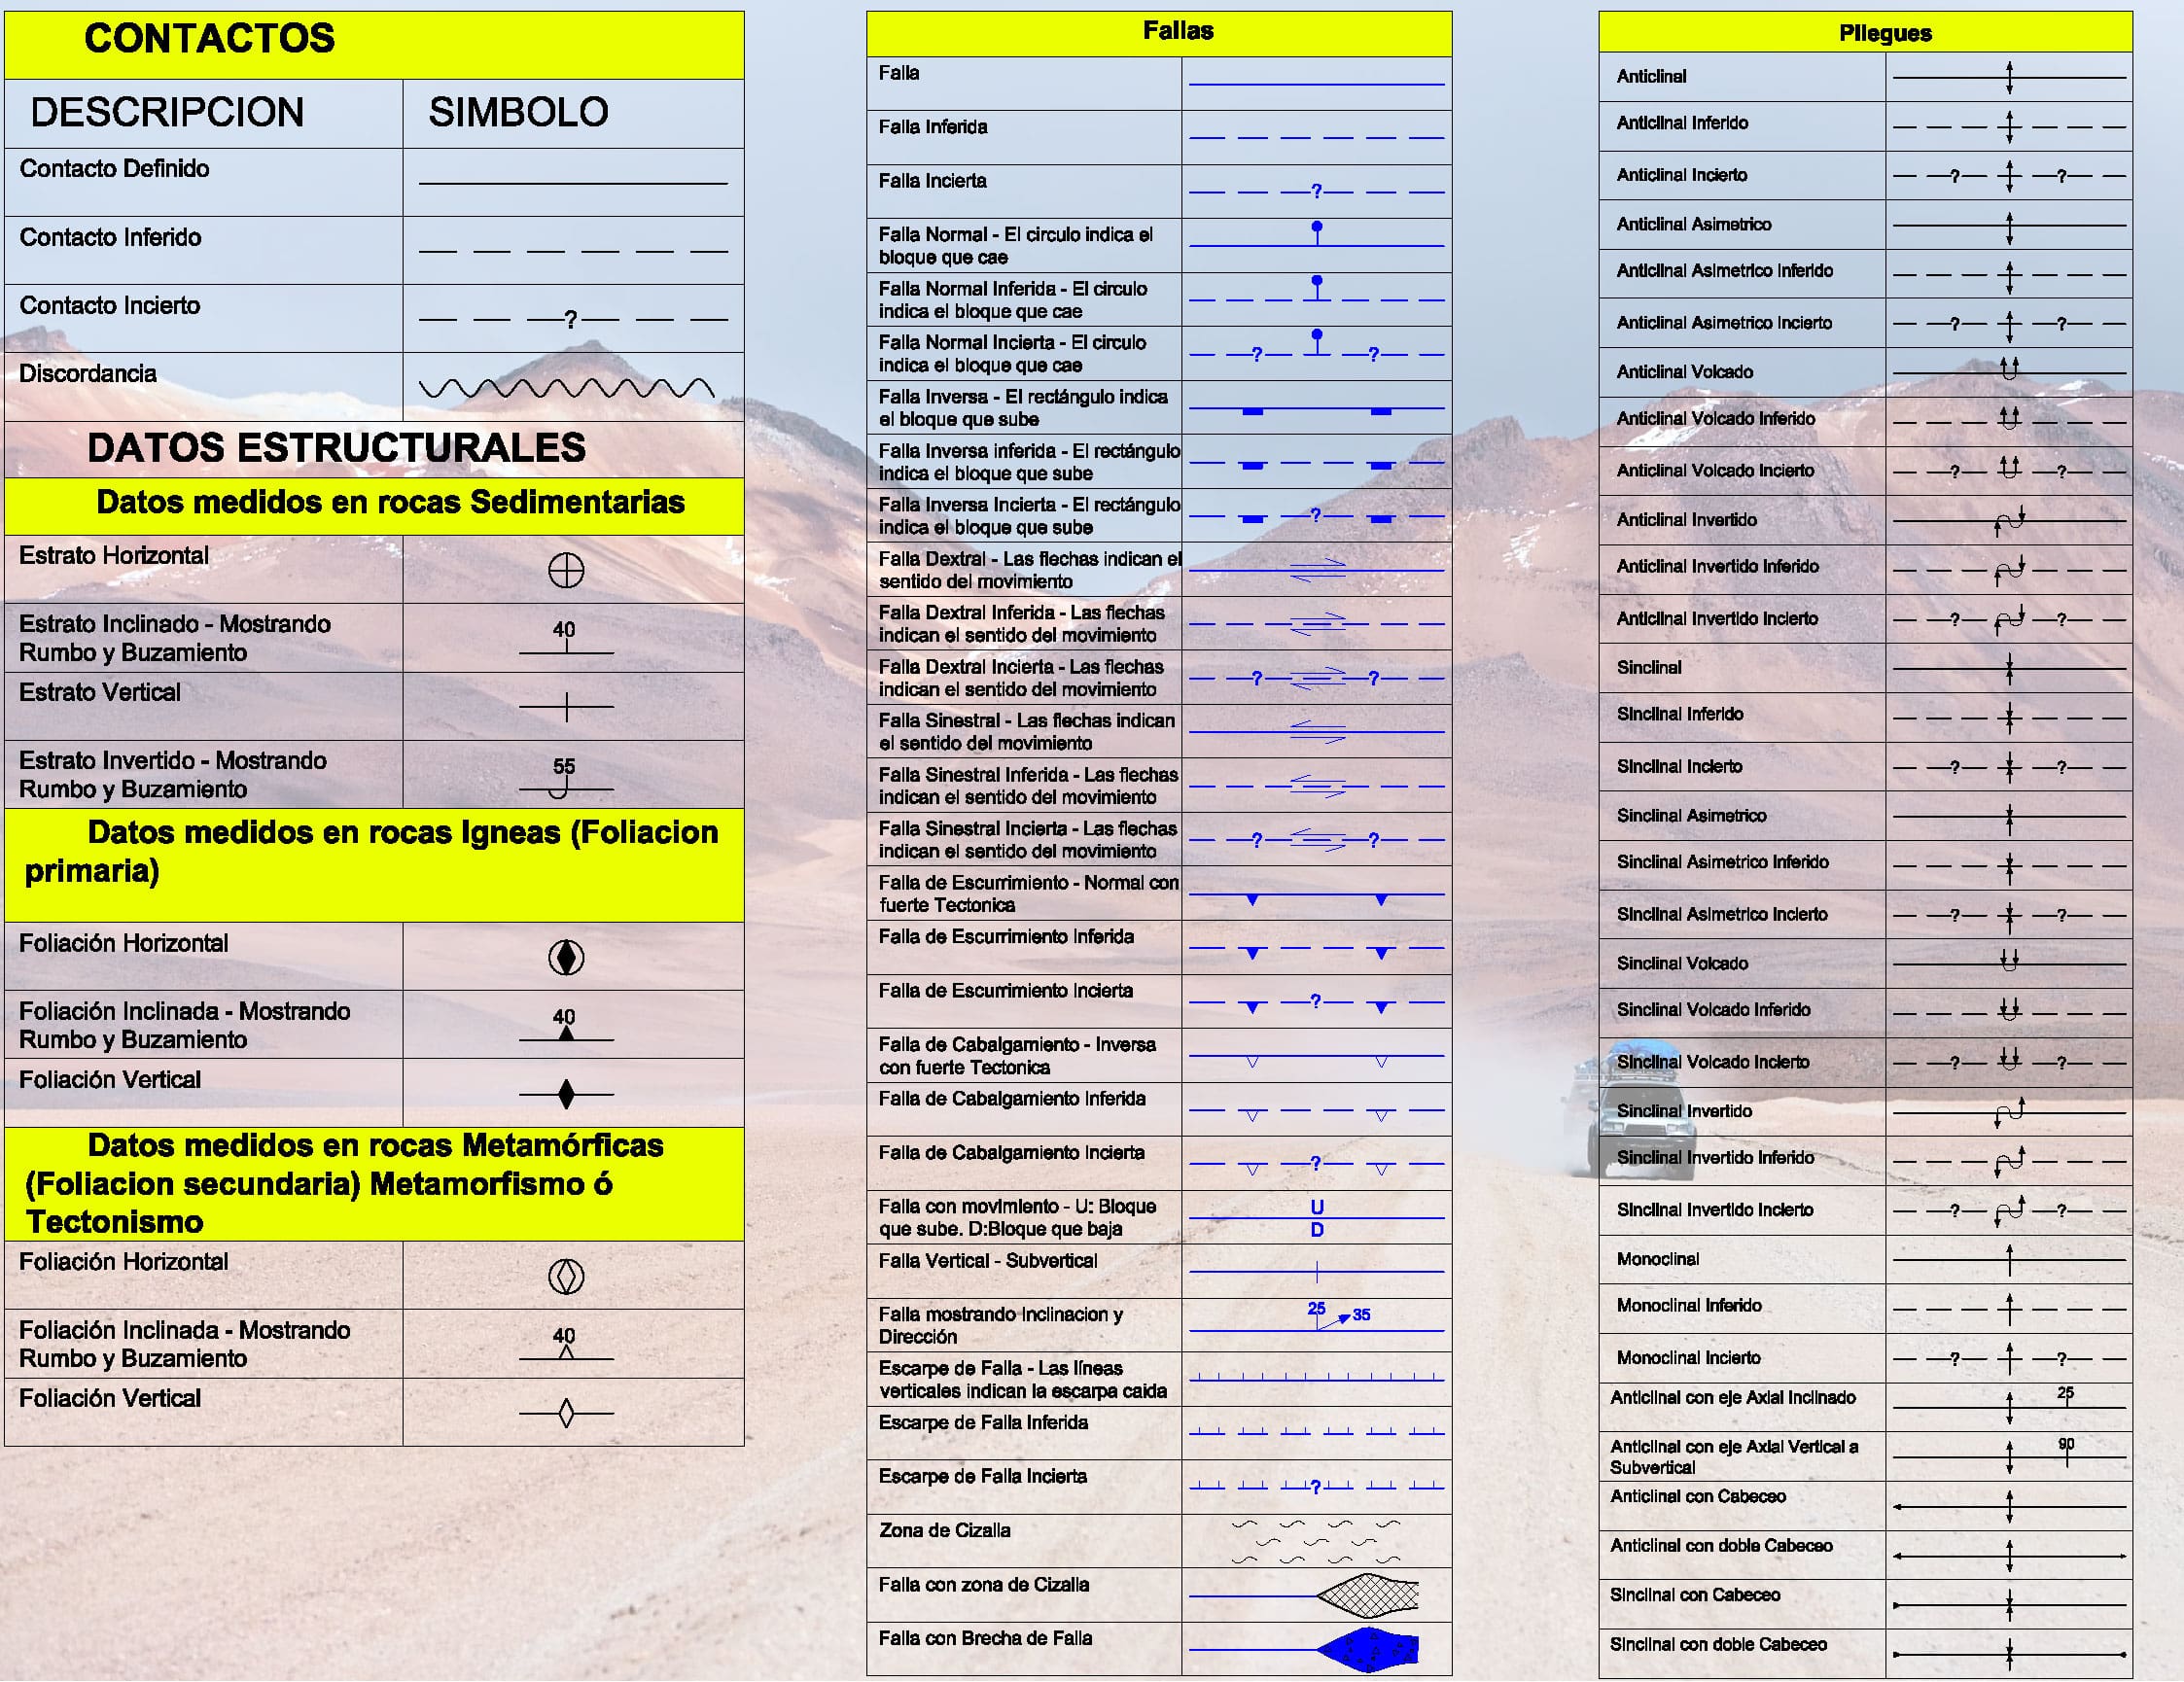 CONTACTOS
DESCRIPCION
SIMBOLO
Contacto Definido
Contacto Inferido
Contacto Incierto
?
Discordancia
DATOS ESTRUCTURALES
Datos medidos en rocas Sedimentarias
Estrato Horizontal
Estrato Inclinado - Mostrando
Rumbo y Buzamiento
40
Estrato Vertical
Estrato Invertido - Mostrando
Rumbo y Buzamiento
55
Datos medidos en rocas Igneas (Foliacion
primaria)
Foliación Horizontal
Foliación Inclinada - Mostrando
Rumbo y Buzamiento
40
Foliación Vertical
Datos medidos en rocas Metamórficas
(Foliacion secundaria) Metamorfismo ó
Tectonismo
Foliación Horizontal
Foliación Inclinada - Mostrando
Rumbo y Buzamiento
40
Foliación Vertical
Fallas
Falla
Falla Inferida
Falla Incierta
?
Falla Normal - El circulo indica el
bloque que cae
Falla Normal Inferida - El circulo
indica el bloque que cae
Falla Normal Incierta - El circulo
indica el bloque que cae
? ?
Falla Inversa - El rectángulo indica
el bloque que sube
Falla Inversa inferida - El rectángulo
indica el bloque que sube
Falla Inversa Incierta - El rectángulo
indica el bloque que sube
?
Falla Dextral - Las flechas indican el
sentido del movimiento
Falla Dextral Inferida - Las flechas
indican el sentido del movimiento
Falla Dextral Incierta - Las flechas
indican el sentido del movimiento
? ?
Falla Sinestral - Las flechas indican
el sentido del movimiento
Falla Sinestral Inferida - Las flechas
indican el sentido del movimiento
Falla Sinestral Incierta - Las flechas
indican el sentido del movimiento
? ?
Falla de Escurrimiento - Normal con
fuerte Tectonica
Falla de Escurrimiento Inferida
Falla de Escurrimiento Incierta
?
Falla de Cabalgamiento - Inversa
con fuerte Tectonica
Falla de Cabalgamiento Inferida
Falla de Cabalgamiento Incierta
?
Falla con movimiento - U: Bloque
que sube. D:Bloque que baja
U
D
Falla Vertical - Subvertical
Falla mostrando Inclinacion y
Dirección
25
35
Escarpe de Falla - Las líneas
verticales indican la escarpa caida
Escarpe de Falla Inferida
Escarpe de Falla Incierta
?
Zona de Cizalla
Falla con zona de Cizalla
Falla con Brecha de Falla
Pliegues
Anticlinal
Anticlinal Inferido
Anticlinal Incierto
? ?
Anticlinal Asimetrico
Anticlinal Asimetrico Inferido
Anticlinal Asimetrico Incierto
? ?
Anticlinal Volcado
Anticlinal Volcado Inferido
Anticlinal Volcado Incierto
? ?
Anticlinal Invertido
Anticlinal Invertido Inferido
Anticlinal Invertido Incierto
? ?
Sinclinal
Sinclinal Inferido
Sinclinal Incierto
? ?
Sinclinal Asimetrico
Sinclinal Asimetrico Inferido
Sinclinal Asimetrico Incierto
? ?
Sinclinal Volcado
Sinclinal Volcado Inferido
Sinclinal Volcado Incierto
? ?
Sinclinal Invertido
Sinclinal Invertido Inferido
Sinclinal Invertido Incierto
? ?
Monoclinal
Monoclinal Inferido
Monoclinal Incierto
? ?
Anticlinal con eje Axial Inclinado
25
Anticlinal con eje Axial Vertical a
Subvertical
90
Anticlinal con Cabeceo
Anticlinal con doble Cabeceo
Sinclinal con Cabeceo
Sinclinal con doble Cabeceo